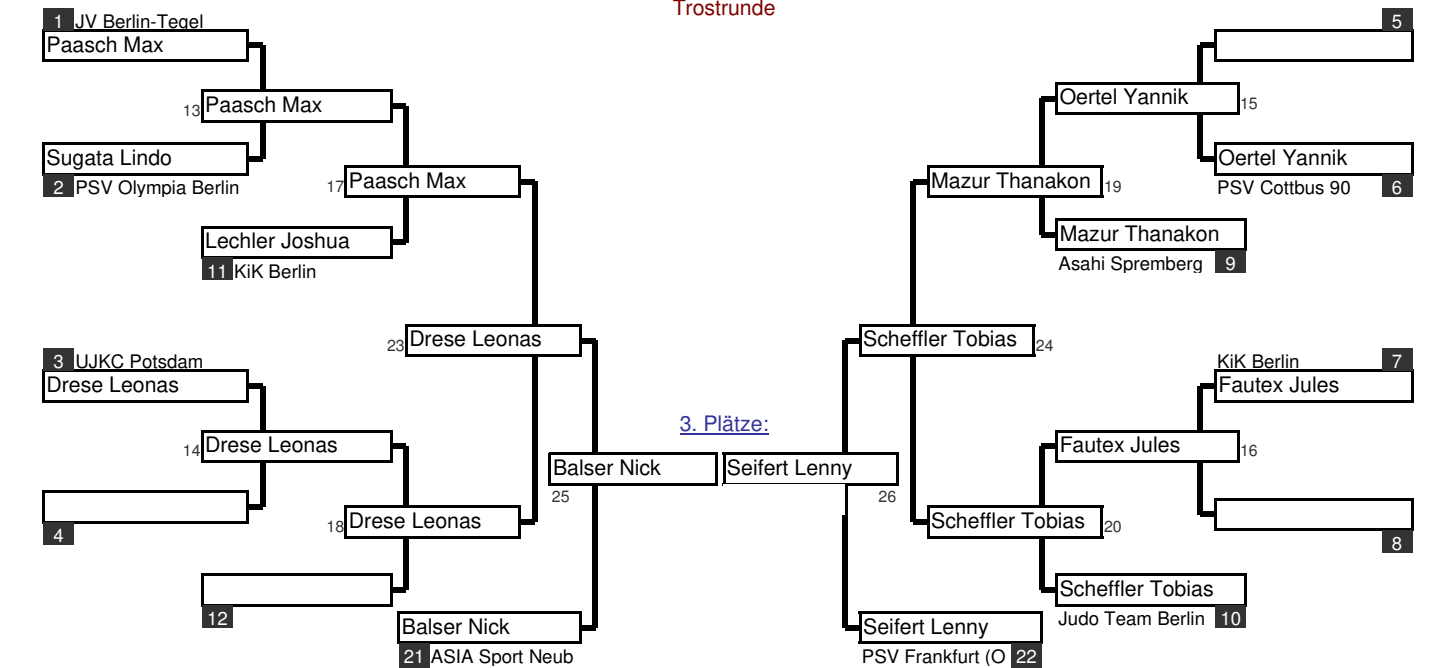 Trostrunde
1 JV Berlin-Tegel
Paasch Max
13 Paasch Max
Sugata Lindo
2 PSV Olympia Berlin
17 Paasch Max
Lechler Joshua
11 KiK Berlin
23 Drese Leonas
3 UJKC Potsdam
Drese Leonas
14 Drese Leonas
4
18 Drese Leonas
12
Balser Nick
25
Balser Nick
21 ASIA Sport Neub
3. Plätze:
Seifert Lenny
26
5
Oertel Yannik 15
Oertel Yannik
PSV Cottbus 90 6
Mazur Thanakon 19
Mazur Thanakon
Asahi Spremberg 9
Scheffler Tobias 24
KiK Berlin 7
Fautex Jules
Fautex Jules 16
8
Scheffler Tobias 20
Scheffler Tobias
Judo Team Berlin 10
Seifert Lenny
PSV Frankfurt (O 22